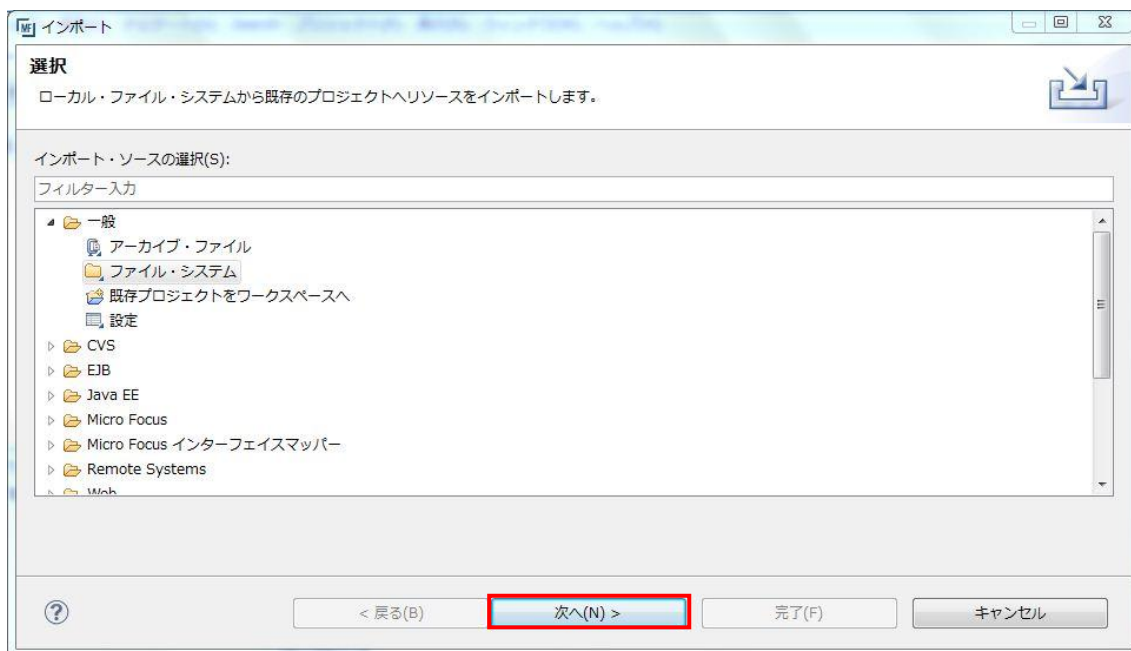 MF インポート
選択
ローカル・ファイル・システムから既存のプロジェクトへリソースをインポートします。
インポート・ソースの選択(S):
フィルター入力
一般
アーカイブ・ファイル
ファイル・システム
既存プロジェクトをワークスペースへ
設定
CVS
EJB
Java EE
Micro Focus
Micro Focus インターフェイスマッパー
Remote Systems
Web
? < 戻る(B) 次へ(N) > 完了(F) キャンセル